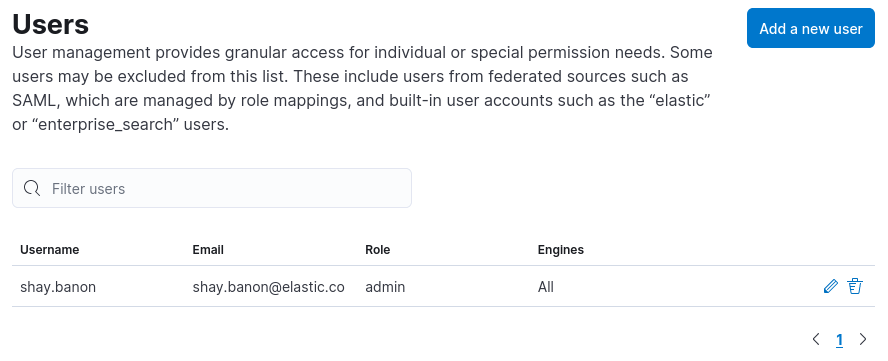 Users
Add a new user
User management provides granular access for individual or special permission needs. Some
users may be excluded from this list. These include users from federated sources such as
SAML, which are managed by role mappings, and built-in user accounts such as the “elastic”
or “enterprise_search” users.
Filter users
Username Email Role Engines
shay.banon shay.banon@elastic.co admin All
1